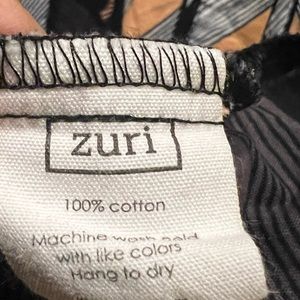 zuri
100% cotton
Machine wash cold
with like colors
Hang to dry